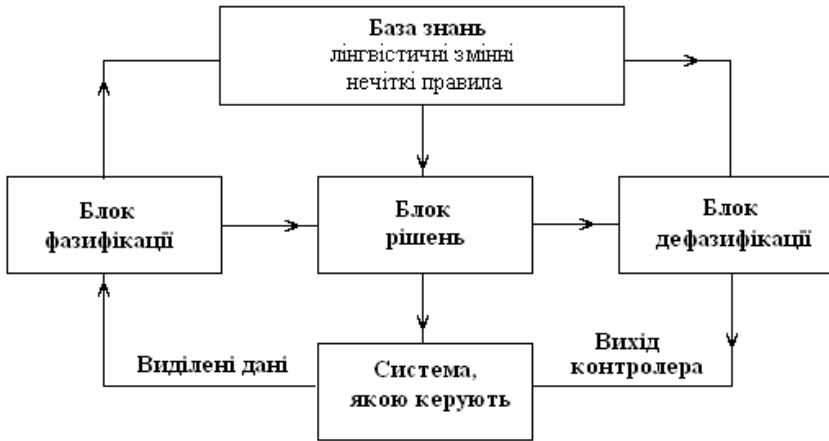 База знань
лінгвістичні змінні
нечіткі правила
Блок
фазифікації
Блок
рішень
Блок
дефазифікації
Виділені дані
Система,
якою керують
Вихід
контролера